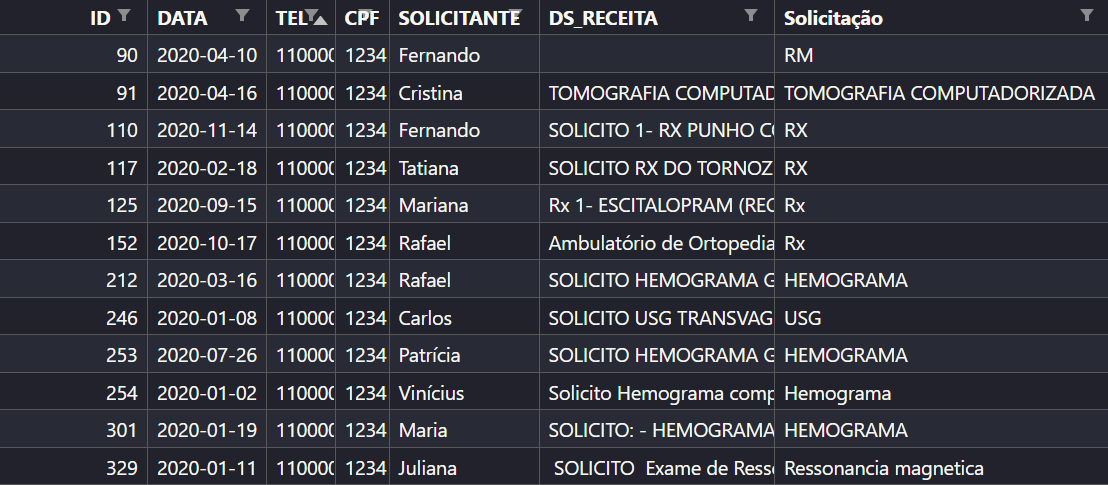 ID DATA TEL CPF SOLICITANTE DS_RECEITA Solicitação
90 2020-04-10 110000 1234 Fernando RM
91 2020-04-16 110000 1234 Cristina TOMOGRAFIA COMPUTAD TOMOGRAFIA COMPUTADORIZADA
110 2020-11-14 110000 1234 Fernando SOLICITO 1- RX PUNHO CO RX
117 2020-02-18 110000 1234 Tatiana SOLICITO RX DO TORNOZ RX
125 2020-09-15 110000 1234 Mariana Rx 1- ESCITALOPRAM (REC Rx
152 2020-10-17 110000 1234 Rafael Ambulatório de Ortopedia Rx
212 2020-03-16 110000 1234 Rafael SOLICITO HEMOGRAMA G HEMOGRAMA
246 2020-01-08 110000 1234 Carlos SOLICITO USG TRANSVAG USG
253 2020-07-26 110000 1234 Patrícia SOLICITO HEMOGRAMA G HEMOGRAMA
254 2020-01-02 110000 1234 Vinícius Solicito Hemograma comp Hemograma
301 2020-01-19 110000 1234 Maria SOLICITO: - HEMOGRAMA HEMOGRAMA
329 2020-01-11 110000 1234 Juliana SOLICITO Exame de Resso Ressonancia magnetica